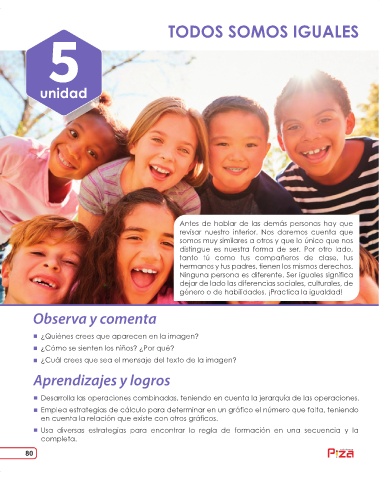 TODOS SOMOS IGUALES
5
unidad
Antes de hablar de las demás personas hay que
revisar nuestro interior. Nos daremos cuenta que
somos muy similares a otros y que lo único que nos
distingue es nuestra forma de ser. Por otro lado,
tanto tú como tus compañeros de clase, tus
hermanos y tus padres, tienen los mismos derechos.
Ninguna persona es diferente. Ser iguales significa
dejar de lado las diferencias sociales, culturales, de
género o de habilidades. ¡Practica la igualdad!
Observa y comenta
¿Quiénes crees que aparecen en la imagen?
¿Cómo se sienten los niños? ¿Por qué?
¿Cuál crees que sea el mensaje del texto de la imagen?
Aprendizajes y logros
Desarrolla las operaciones combinadas, teniendo en cuenta la jerarquía de las operaciones.
Emplea estrategias de cálculo para determinar en un gráfico el número que falta, teniendo
en cuenta la relación que existe con otros gráficos.
Usa diversas estrategias para encontrar la regla de formación en una secuencia y la
completa.
80
Piza